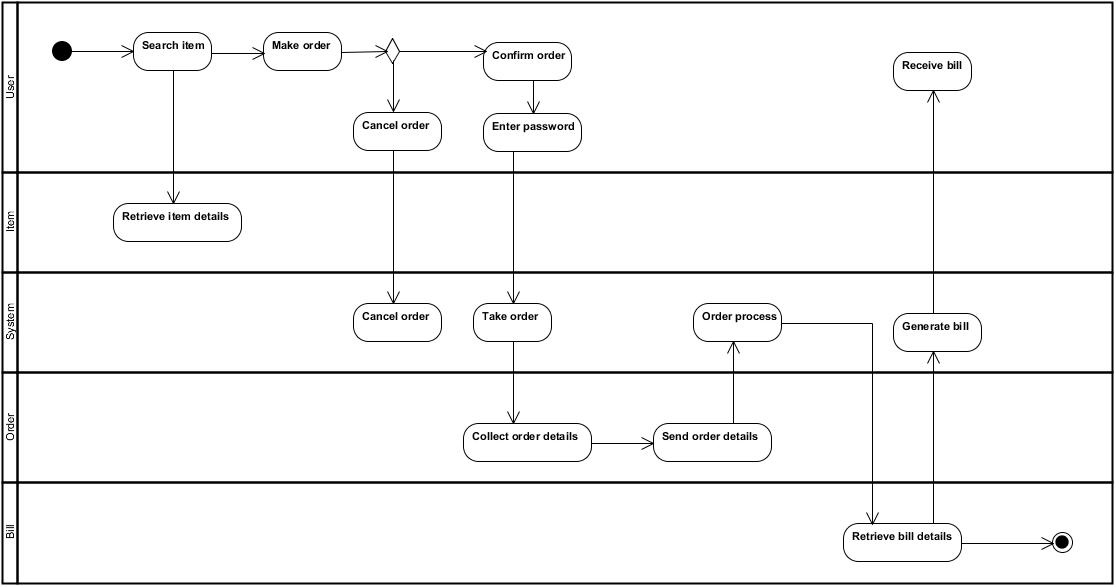 User
Search item
Make order
Confirm order
Receive bill
Cancel order
Enter password
Item
Retrieve item details
System
Cancel order
Take order
Order process
Generate bill
Order
Collect order details
Send order details
Bill
Retrieve bill details